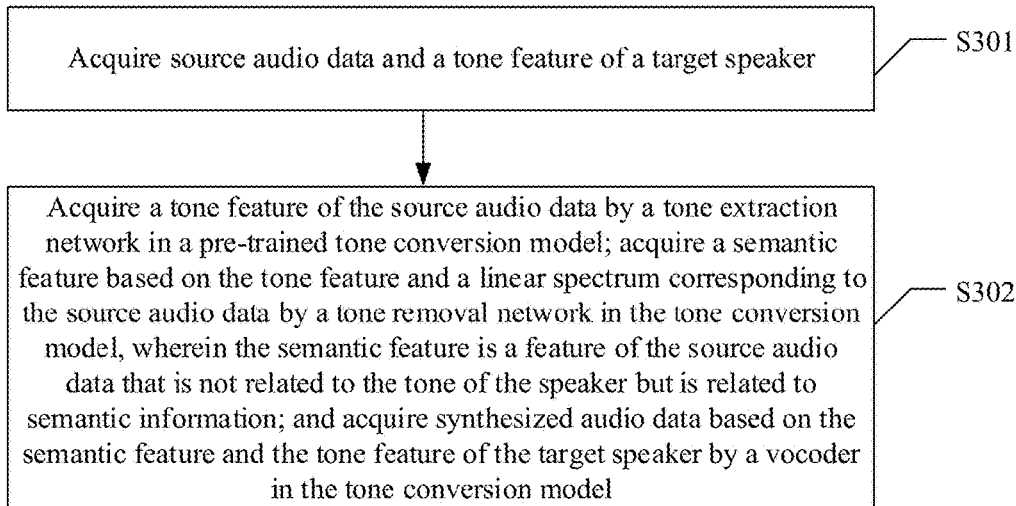 Acquire source audio data and a tone feature of a target speaker
S301
Acquire a tone feature of the source audio data by a tone extraction
network in a pre-trained tone conversion model; acquire a semantic
feature based on the tone feature and a linear spectrum corresponding to
the source audio data by a tone removal network in the tone conversion
model, wherein the semantic feature is a feature of the source audio
data that is not related to the tone of the speaker but is related to
semantic information; and acquire synthesized audio data based on the
semantic feature and the tone feature of the target speaker by a vocoder
in the tone conversion model
S302